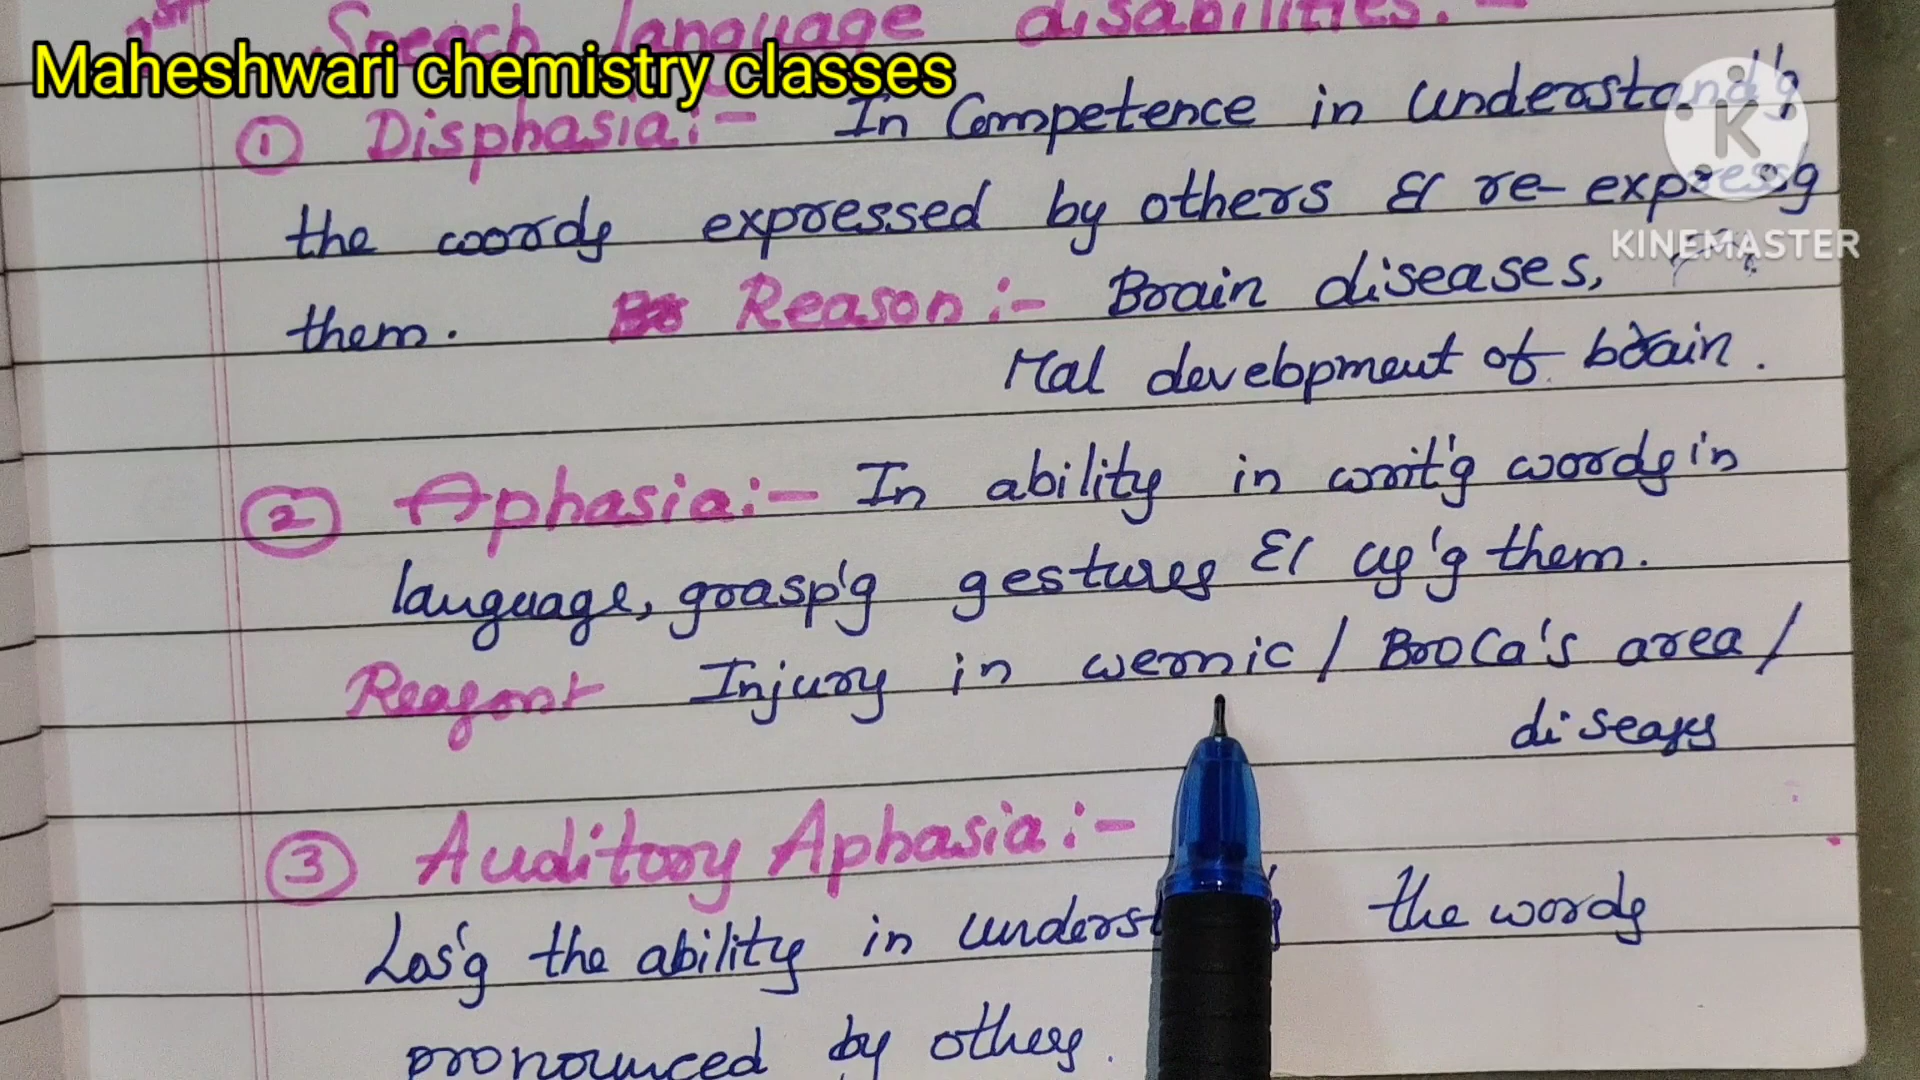 Speech language disabilities:-
Maheshwari chemistry classes
① Disphasia:- In Competence in understand'g
the words expressed by others & re-express'g
KINEMASTER
them. Reason:- Brain diseases,
Mal development of brain.
② Aphasia:- In ability in writ'g words in
language, grasp'g gestures & us'g them.
Injury in wernic / Broca's area /
diseases
③ Auditory Aphasia:-
Los'g the ability in the words
pronounced by others.